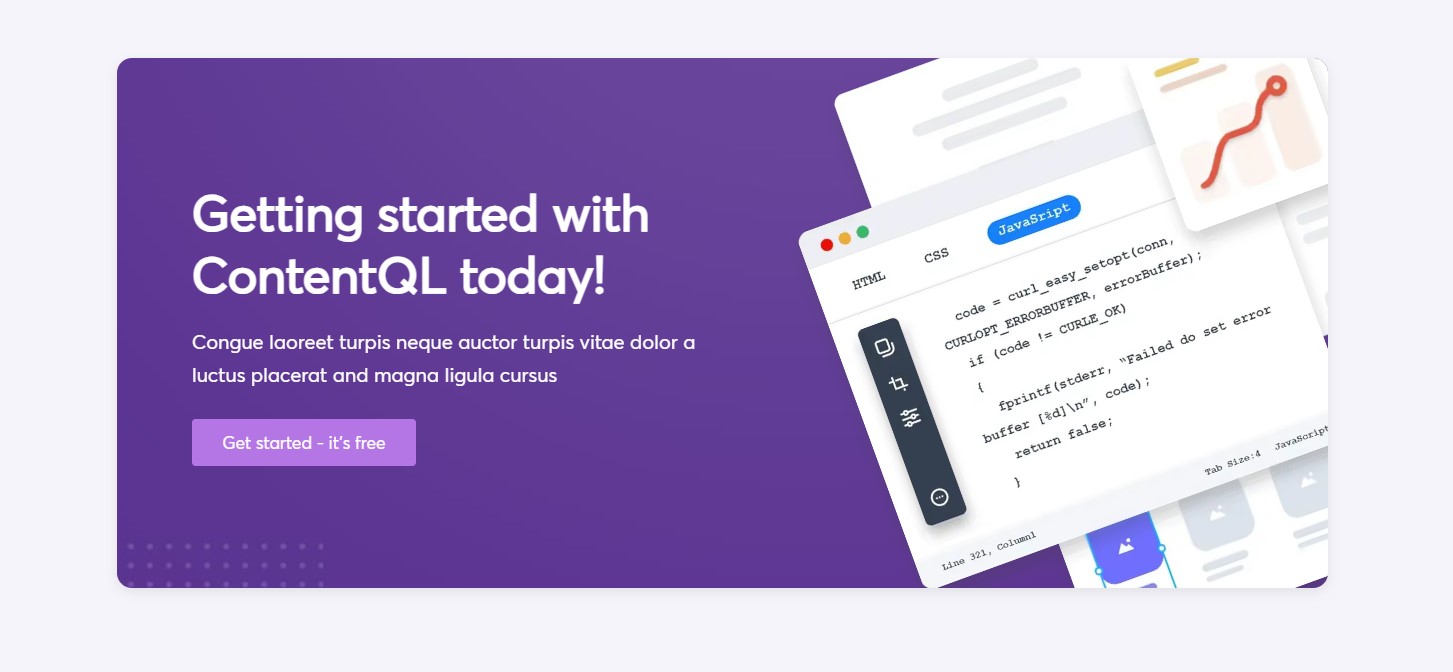 Getting started with
ContentQL today!
Congue laoreet turpis neque auctor turpis vitae dolor a
luctus placerat and magna ligula cursus
Get started - it's free
HTML CSS JavaSript
code = curl_easy_setopt(conn,
CURLOPT_ERRORBUFFER, errorBuffer);
if (code != CURLE_OK)
{
fprintf(stderr, “Failed do set error
buffer [%d]\n”, code);
return false;
}
Line 321, Column1 Tab Size:4 JavaScript